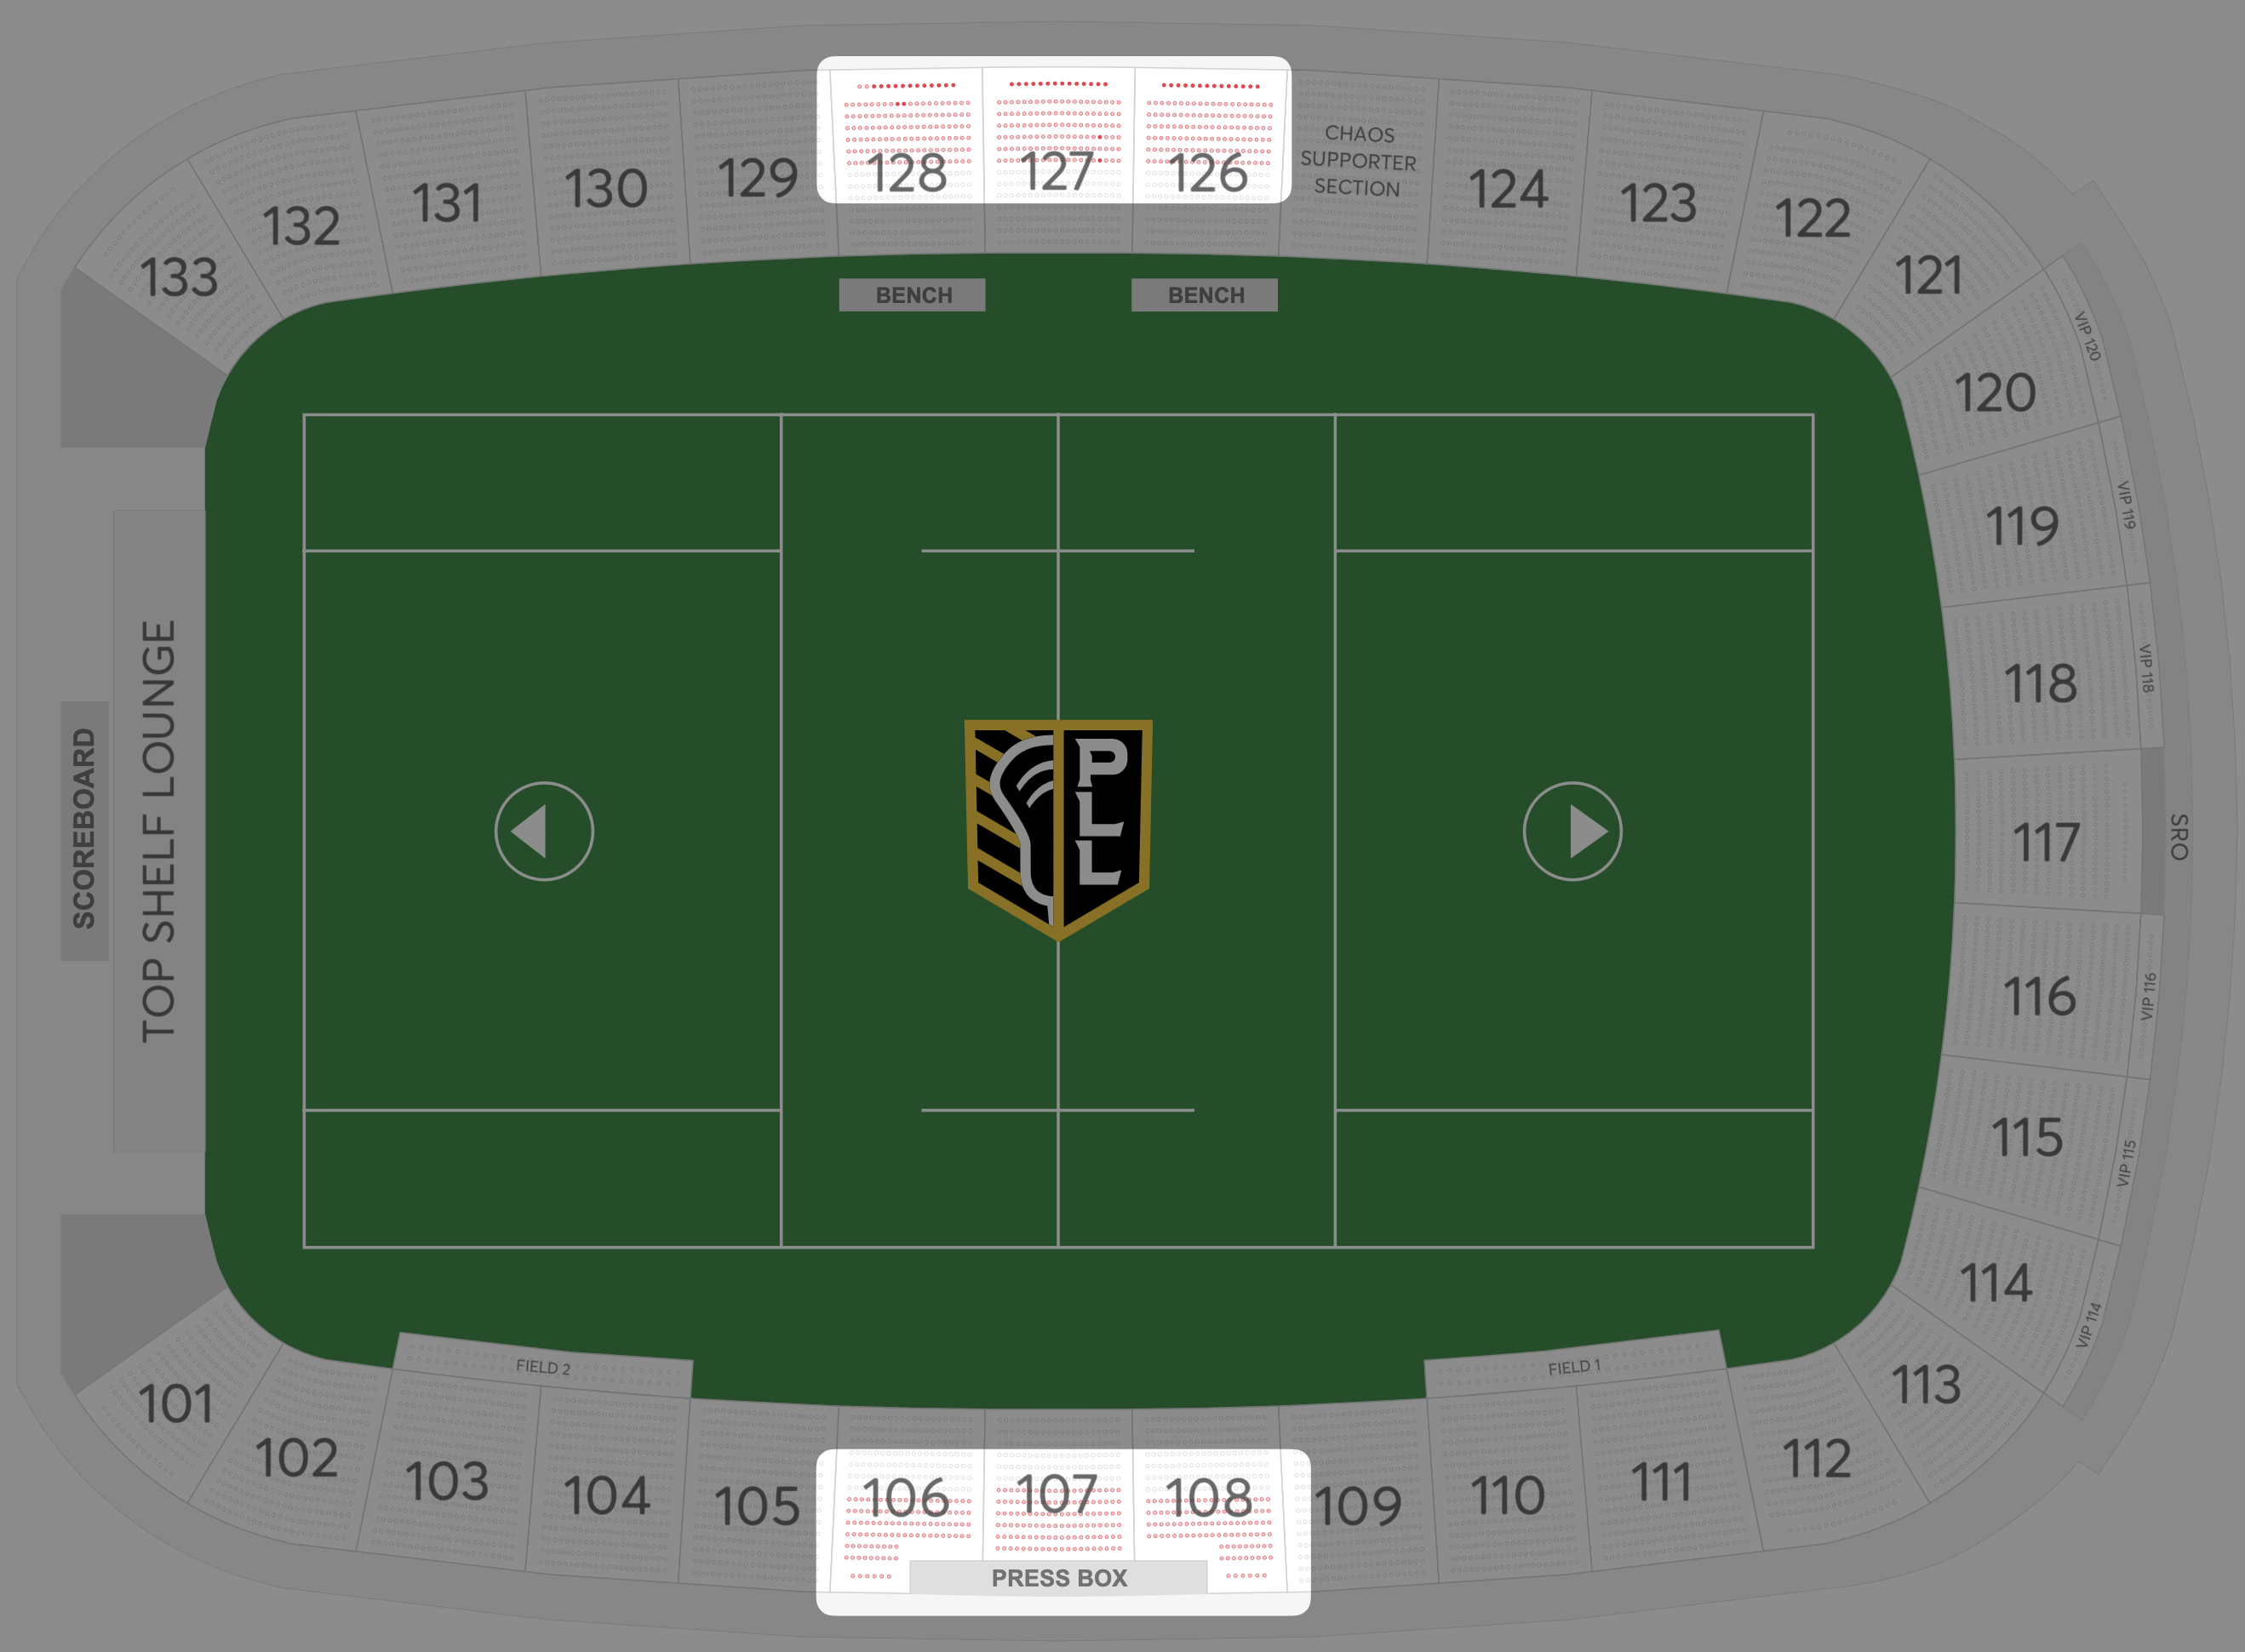 128
127
126
CHAOS
SUPPORTER
SECTION
129
130
131
132
133
124
123
122
121
BENCH
BENCH
VIP 120
120
VIP 119
119
VIP 118
118
SRO
117
VIP 116
116
VIP 115
115
VIP 114
114
113
SCOREBOARD
TOP SHELF LOUNGE
PLL
FIELD 2
FIELD 1
101
102
103
104
105
106
107
108
109
110
111
112
PRESS BOX